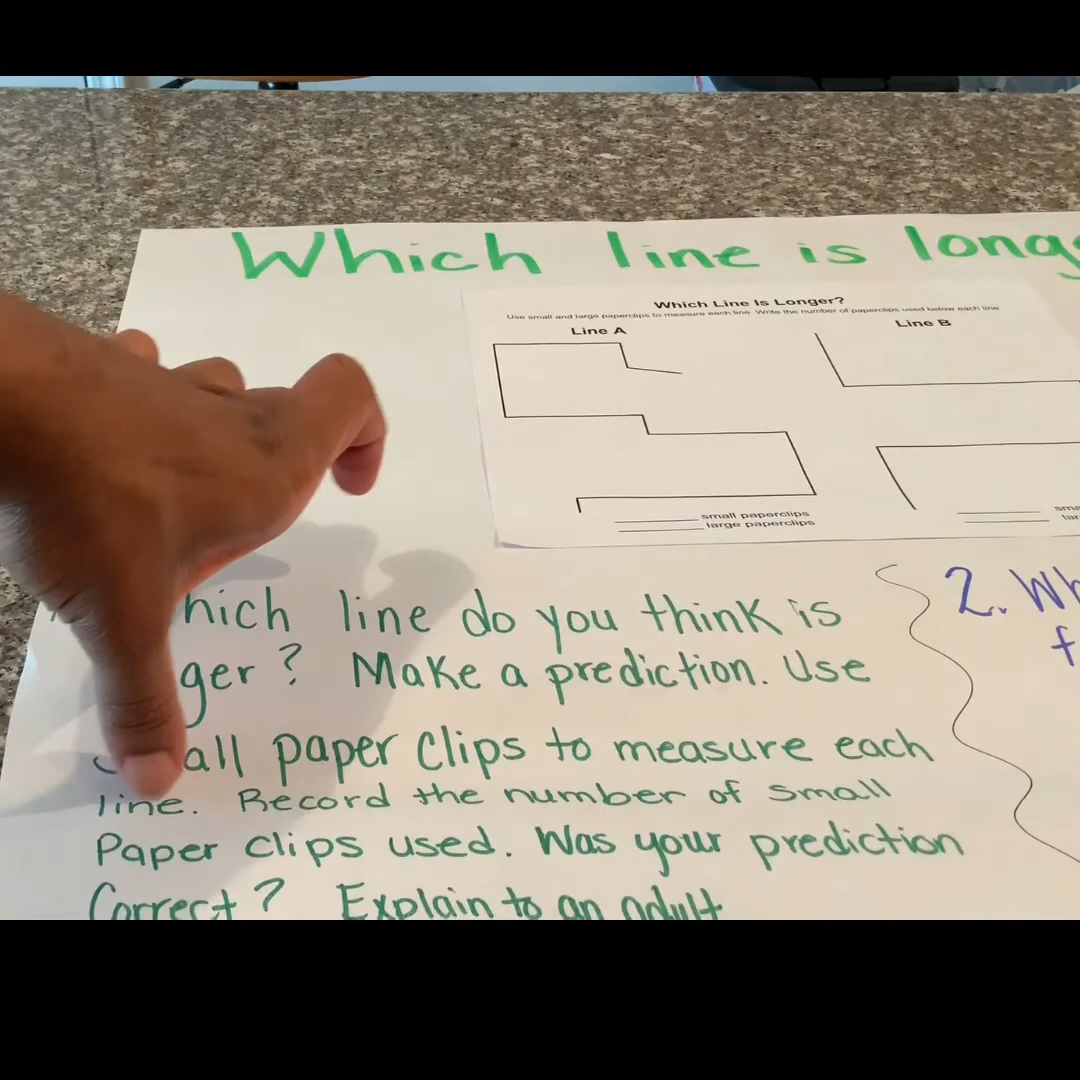 Which line is long
Which Line Is Longer?
Use small and large paperclips to measure each line. Write the number of paperclips used below each line
Line A
Line B
small paperclips
large paperclips
hich line do you think is
ger? Make a prediction. Use
all paper clips to measure each
line. Record the number of small
Paper clips used. Was your prediction
Correct? Explain to an adult
2. Wh
f